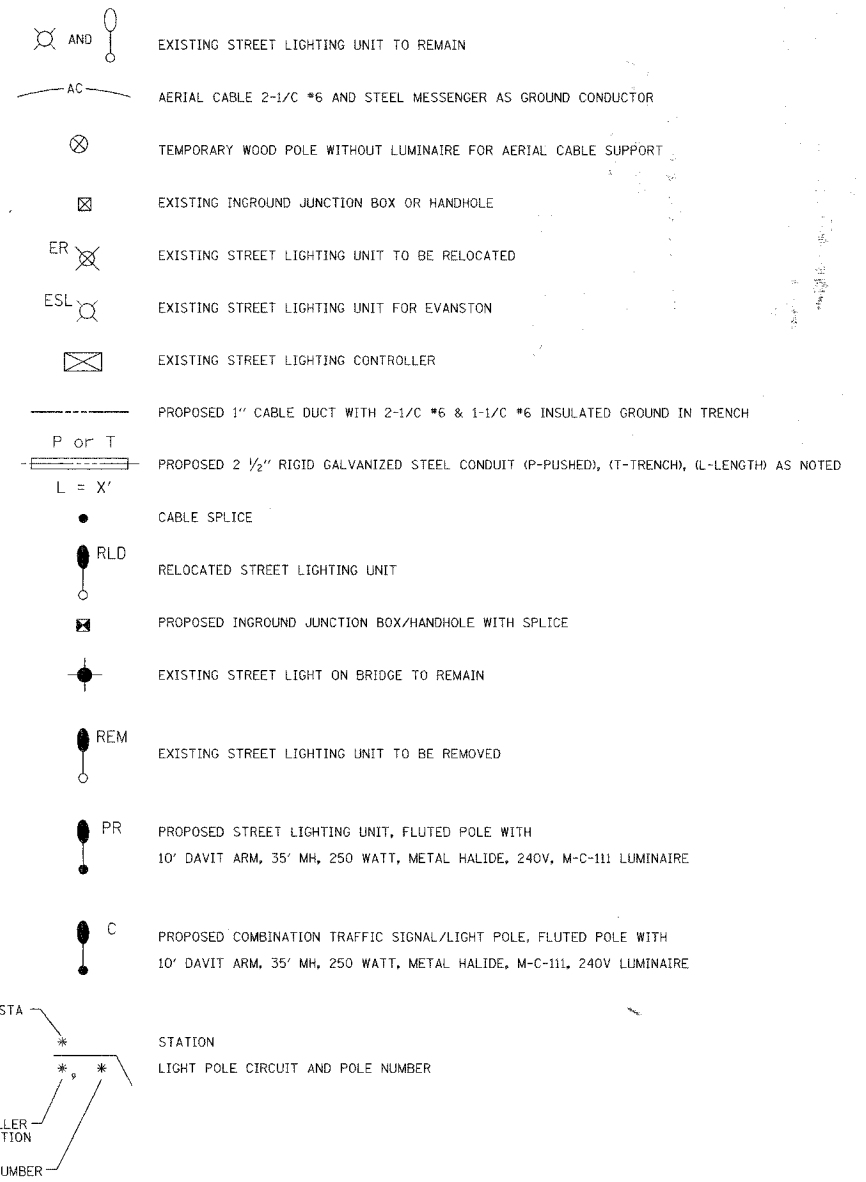 AND EXISTING STREET LIGHTING UNIT TO REMAIN
AC AERIAL CABLE 2-1/C #6 AND STEEL MESSENGER AS GROUND CONDUCTOR
TEMPORARY WOOD POLE WITHOUT LUMINAIRE FOR AERIAL CABLE SUPPORT
EXISTING INGROUND JUNCTION BOX OR HANDHOLE
ER EXISTING STREET LIGHTING UNIT TO BE RELOCATED
ESL EXISTING STREET LIGHTING UNIT FOR EVANSTON
EXISTING STREET LIGHTING CONTROLLER
PROPOSED 1" CABLE DUCT WITH 2-1/C #6 & 1-1/C #6 INSULATED GROUND IN TRENCH
P or T
PROPOSED 2 1/2" RIGID GALVANIZED STEEL CONDUIT (P-PUSHED), (T-TRENCH), (L-LENGTH) AS NOTED
L = X'
CABLE SPLICE
RLD
RELOCATED STREET LIGHTING UNIT
PROPOSED INGROUND JUNCTION BOX/HANDHOLE WITH SPLICE
EXISTING STREET LIGHT ON BRIDGE TO REMAIN
REM
EXISTING STREET LIGHTING UNIT TO BE REMOVED
PR PROPOSED STREET LIGHTING UNIT, FLUTED POLE WITH
10' DAVIT ARM, 35' MH, 250 WATT, METAL HALIDE, 240V, M-C-111 LUMINAIRE
C PROPOSED COMBINATION TRAFFIC SIGNAL/LIGHT POLE, FLUTED POLE WITH
10' DAVIT ARM, 35' MH, 250 WATT, METAL HALIDE, M-C-111, 240V LUMINAIRE
STA
* STATION
*, * LIGHT POLE CIRCUIT AND POLE NUMBER
LLER
TION
UMBER